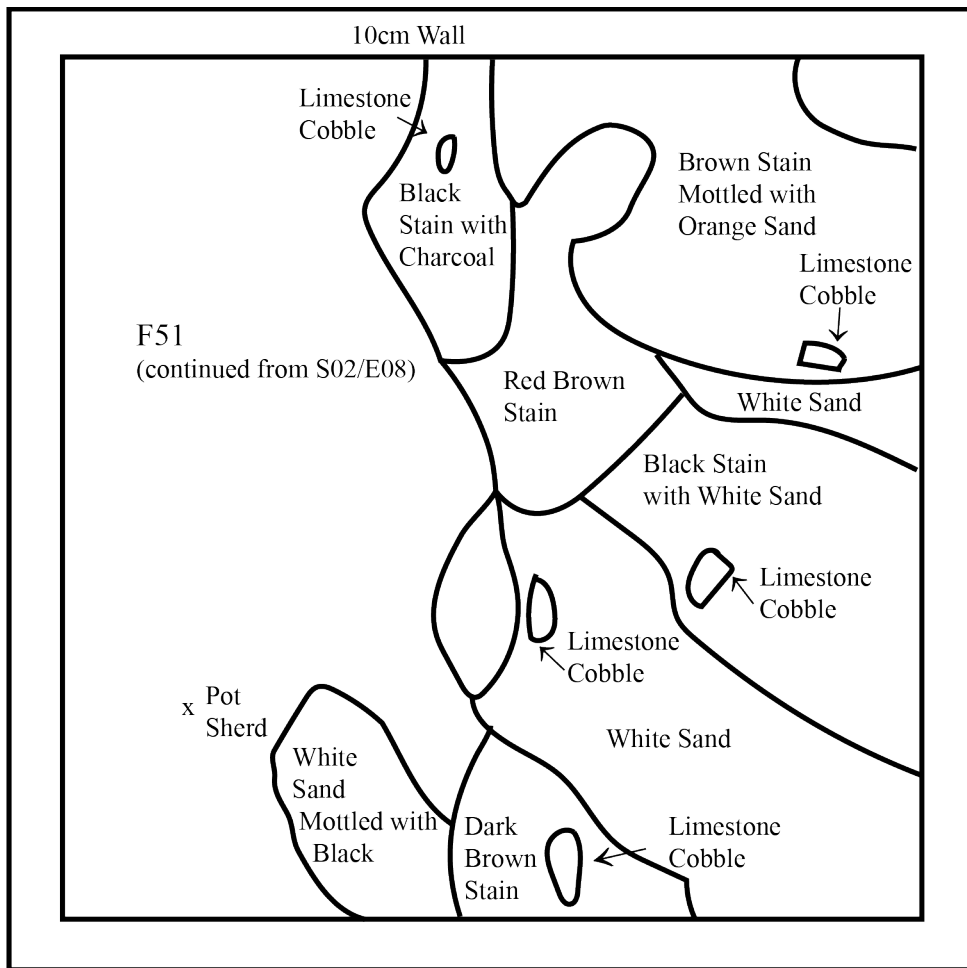 10cm Wall
Limestone
Cobble
Black
Stain with
Charcoal
Brown Stain
Mottled with
Orange Sand
Limestone
Cobble
F51
(continued from S02/E08)
Red Brown
Stain
White Sand
Black Stain
with White Sand
Limestone
Cobble
Limestone
Cobble
x Pot
Sherd
White Sand
White
Sand
Mottled with
Black
Dark
Brown
Stain
Limestone
Cobble